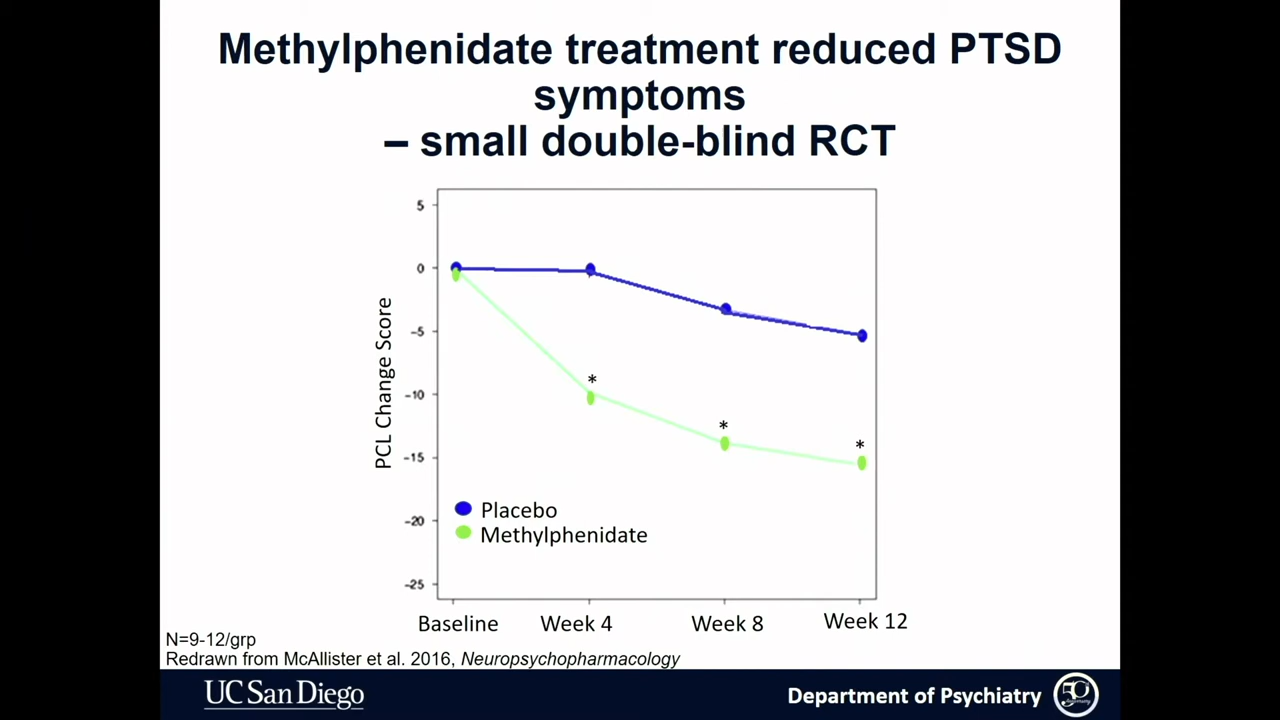 Methylphenidate treatment reduced PTSD
symptoms
– small double-blind RCT
5
0
-5
-10
-15
-20
-25
PCL Change Score
*
*
*
Placebo
Methylphenidate
Baseline
Week 4
Week 8
Week 12
N=9-12/grp
Redrawn from McAllister et al. 2016, Neuropsychopharmacology
UC San Diego
Department of Psychiatry
50